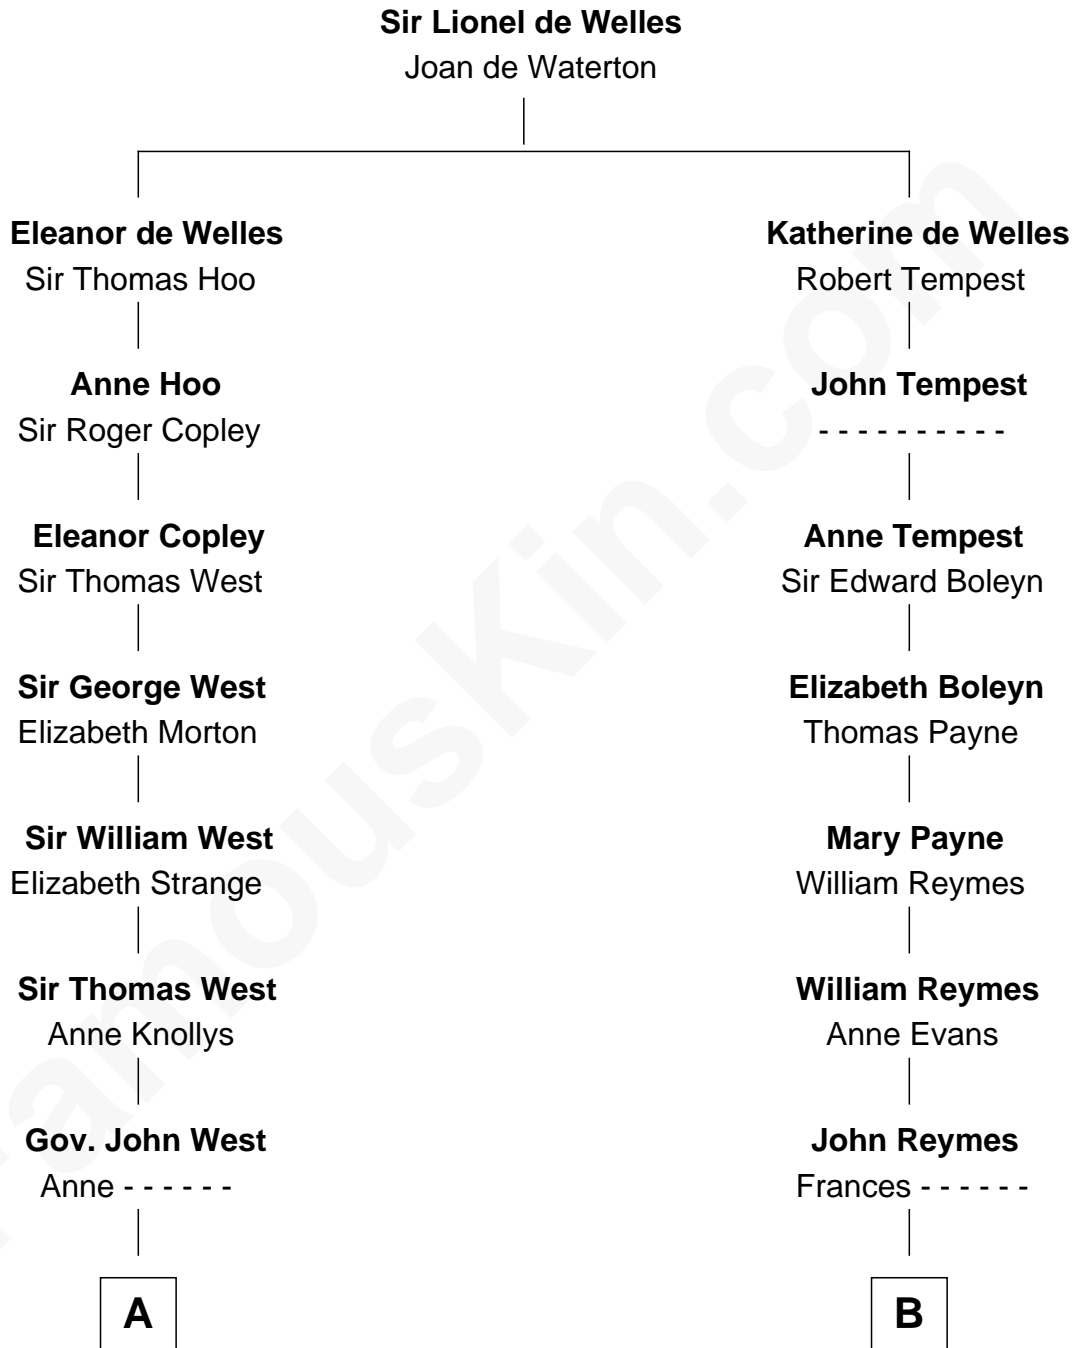 Sir Lionel de Welles
Joan de Waterton
Eleanor de Welles
Sir Thomas Hoo
Katherine de Welles
Robert Tempest
Anne Hoo
Sir Roger Copley
John Tempest
- - - - - - - - - -
Eleanor Copley
Sir Thomas West
Anne Tempest
Sir Edward Boleyn
Sir George West
Elizabeth Morton
Elizabeth Boleyn
Thomas Payne
Sir William West
Elizabeth Strange
Mary Payne
William Reymes
Sir Thomas West
Anne Knollys
William Reymes
Anne Evans
Gov. John West
Anne - - - - - -
John Reymes
Frances - - - - - -
A
B
FamousKin.com